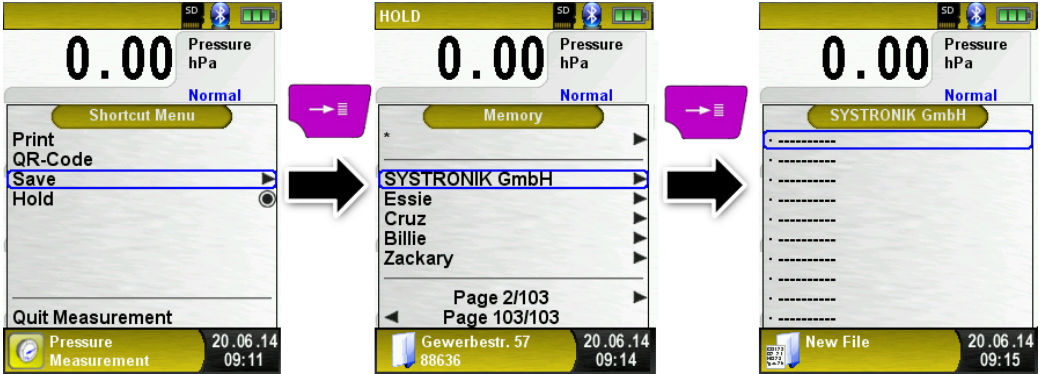 SD
0.00
Pressure
hPa
Normal
Shortcut Menu
Print
QR-Code
Save
Hold
Quit Measurement
Pressure
Measurement
20.06.14
09:11
HOLD
SD
0.00
Pressure
hPa
Normal
Memory
*
SYSTRONIK GmbH
Essie
Cruz
Billie
Zackary
Page 2/103
Page 103/103
Gewerbestr. 57
88636
20.06.14
09:14
SD
0.00
Pressure
hPa
Normal
SYSTRONIK GmbH
· ----------
· ----------
· ----------
· ----------
· ----------
· ----------
· ----------
· ----------
· ----------
· ----------
New File
20.06.14
09:15